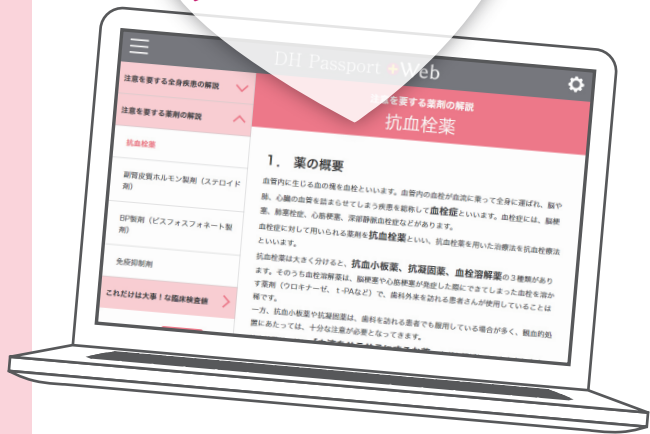 DH Passport +Web
注意を要する全身疾患の解説
注意を要する薬剤の解説
抗血栓薬
副腎皮質ホルモン製剤（ステロイド
剤）
BP製剤（ビスフォスフォネート製
剤）
免疫抑制剤
これだけは大事！な臨床検査値
注意を要する薬剤の解説
抗血栓薬
1. 薬の概要
血管内に生じる血の塊を血栓といいます。血管内の血栓が血流に乗って全身に運ばれ、脳や
肺、心臓の血管を詰まらせてしまう疾患を総称して血栓症といいます。血栓症には、脳梗
塞、肺塞栓症、心筋梗塞、深部静脈血栓症などがあります。
血栓症に対して用いられる薬剤を抗血栓薬といい、抗血栓薬を用いた治療法を抗血栓療法
といいます。
抗血栓薬は大きく分けると、抗血小板薬、抗凝固薬、血栓溶解薬の３種類があり
ます。そのうち血栓溶解薬は、脳梗塞や心筋梗塞が発症した際にできてしまった血栓を溶か
す薬剤（ウロキナーゼ、t-PAなど）で、歯科外来を訪れる患者さんが使用していることは
稀です。
一方、抗血小板薬や抗凝固薬は、歯科を訪れる患者でも服用している場合が多く、観血的処
置にあたっては、十分な注意が必要となってきます。